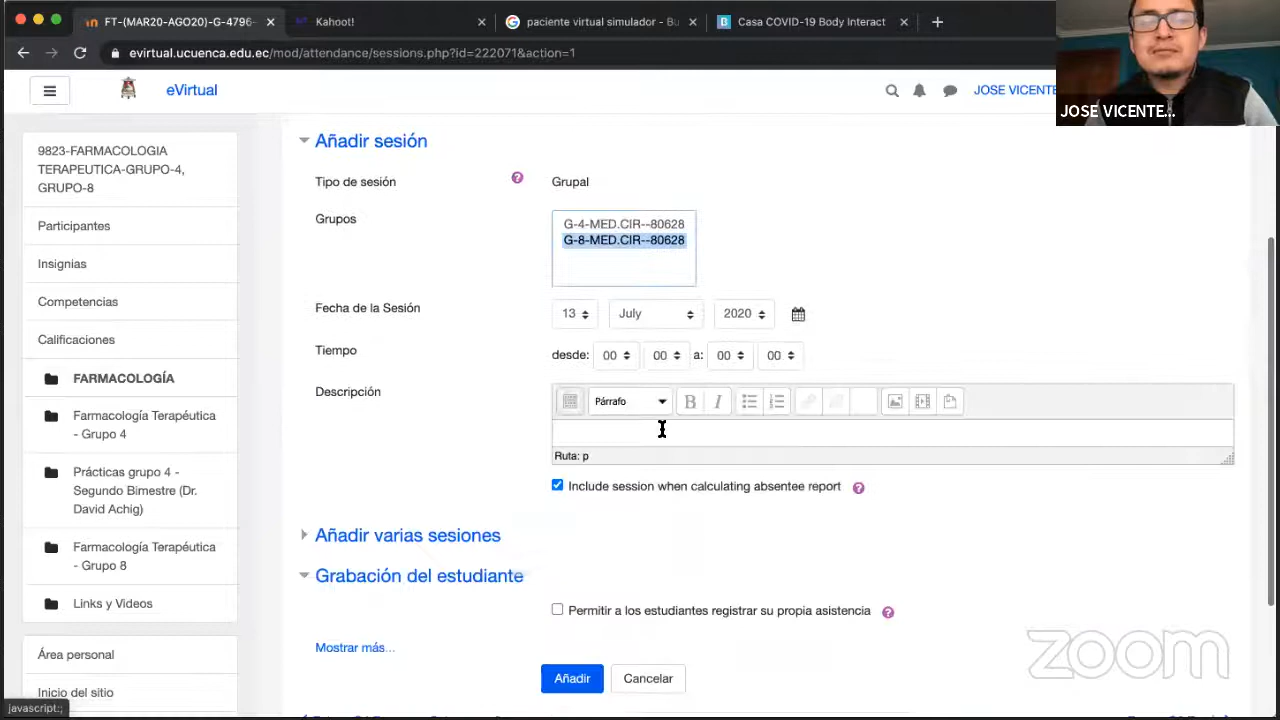 FT-(MAR20-AGO20)-G-4796-
Kahoot!
paciente virtual simulador - Bu
Casa COVID-19 Body Interact
evirtual.ucuenca.edu.ec/mod/attendance/sessions.php?id=222071&action=1
eVirtual
JOSE VICENTE
JOSE VICENTE...
9823-FARMACOLOGIA
TERAPEUTICA-GRUPO-4,
GRUPO-8
Participantes
Insignias
Competencias
Calificaciones
FARMACOLOGÍA
Farmacología Terapéutica
- Grupo 4
Prácticas grupo 4 -
Segundo Bimestre (Dr.
David Achig)
Farmacología Terapéutica
- Grupo 8
Links y Videos
Área personal
Inicio del sitio
javascript:;
Añadir sesión
Tipo de sesión
Grupal
Grupos
G-4-MED.CIR--80628
G-8-MED.CIR--80628
Fecha de la Sesión
13 July 2020
Tiempo
desde: 00 00 a: 00 00
Descripción
Párrafo B I
Ruta: p
Include session when calculating absentee report
Añadir varias sesiones
Grabación del estudiante
Permitir a los estudiantes registrar su propia asistencia
Mostrar más...
Añadir
Cancelar
zoom